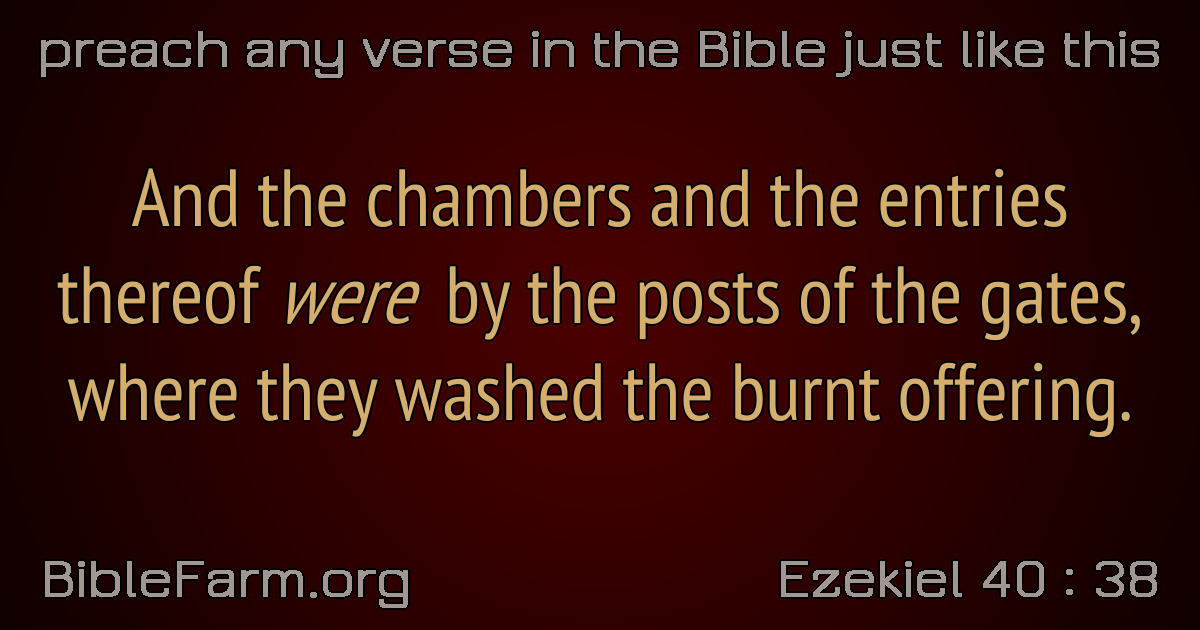 preach any verse in the Bible just like this
And the chambers and the entries
thereof were by the posts of the gates,
where they washed the burnt offering.
BibleFarm.org
Ezekiel 40 : 38